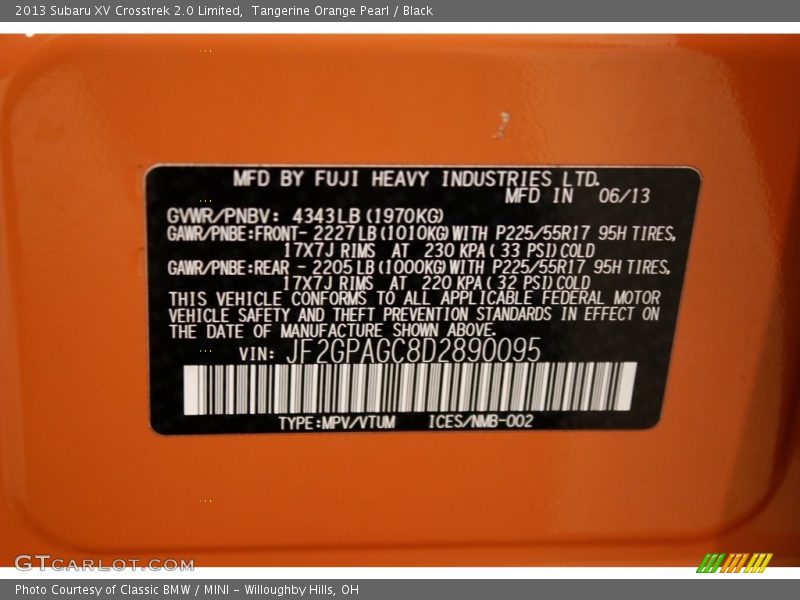 2013 Subaru XV Crosstrek 2.0 Limited,  Tangerine Orange Pearl / Black
MFD BY FUJI HEAVY INDUSTRIES LTD.
MFD IN 06/13
GVWR/PNBV: 4343LB (1970KG)
GAWR/PNBE:FRONT- 2227 LB (1010KG) WITH P225/55R17 95H TIRES,
17X7J RIMS AT 230 KPA ( 33 PSI) COLD
GAWR/PNBE:REAR - 2205 LB (1000KG) WITH P225/55R17 95H TIRES,
17X7J RIMS AT 220 KPA ( 32 PSI) COLD
THIS VEHICLE CONFORMS TO ALL APPLICABLE FEDERAL MOTOR
VEHICLE SAFETY AND THEFT PREVENTION STANDARDS IN EFFECT ON
THE DATE OF MANUFACTURE SHOWN ABOVE.
VIN: JF2GPAGC8D2890095
TYPE:MPV/VTUM ICES/NMB-002
GTCARLOT.COM
Photo Courtesy of Classic BMW / MINI - Willoughby Hills, OH